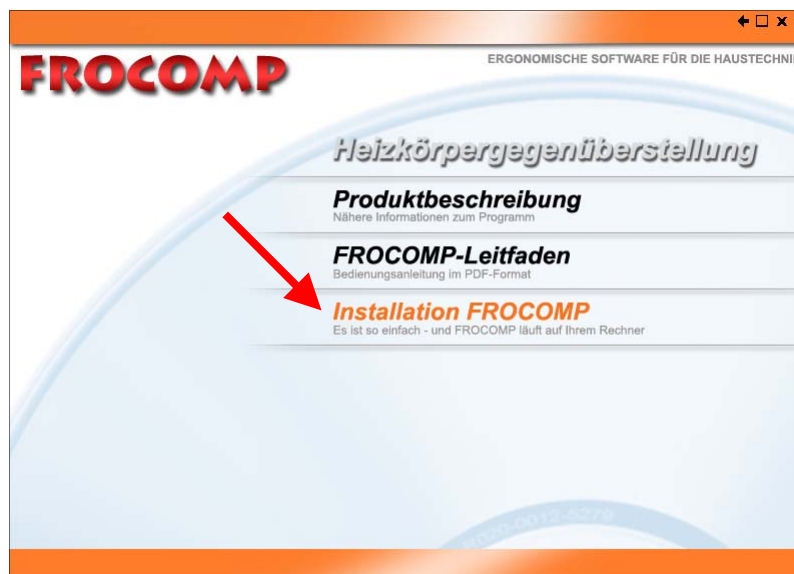 FROCOMP
ERGONOMISCHE SOFTWARE FÜR DIE HAUSTECHNI
Heizkörpergegenüberstellung
Produktbeschreibung
Nähere Informationen zum Programm
FROCOMP-Leitfaden
Bedienungsanleitung im PDF-Format
Installation FROCOMP
Es ist so einfach - und FROCOMP läuft auf Ihrem Rechner